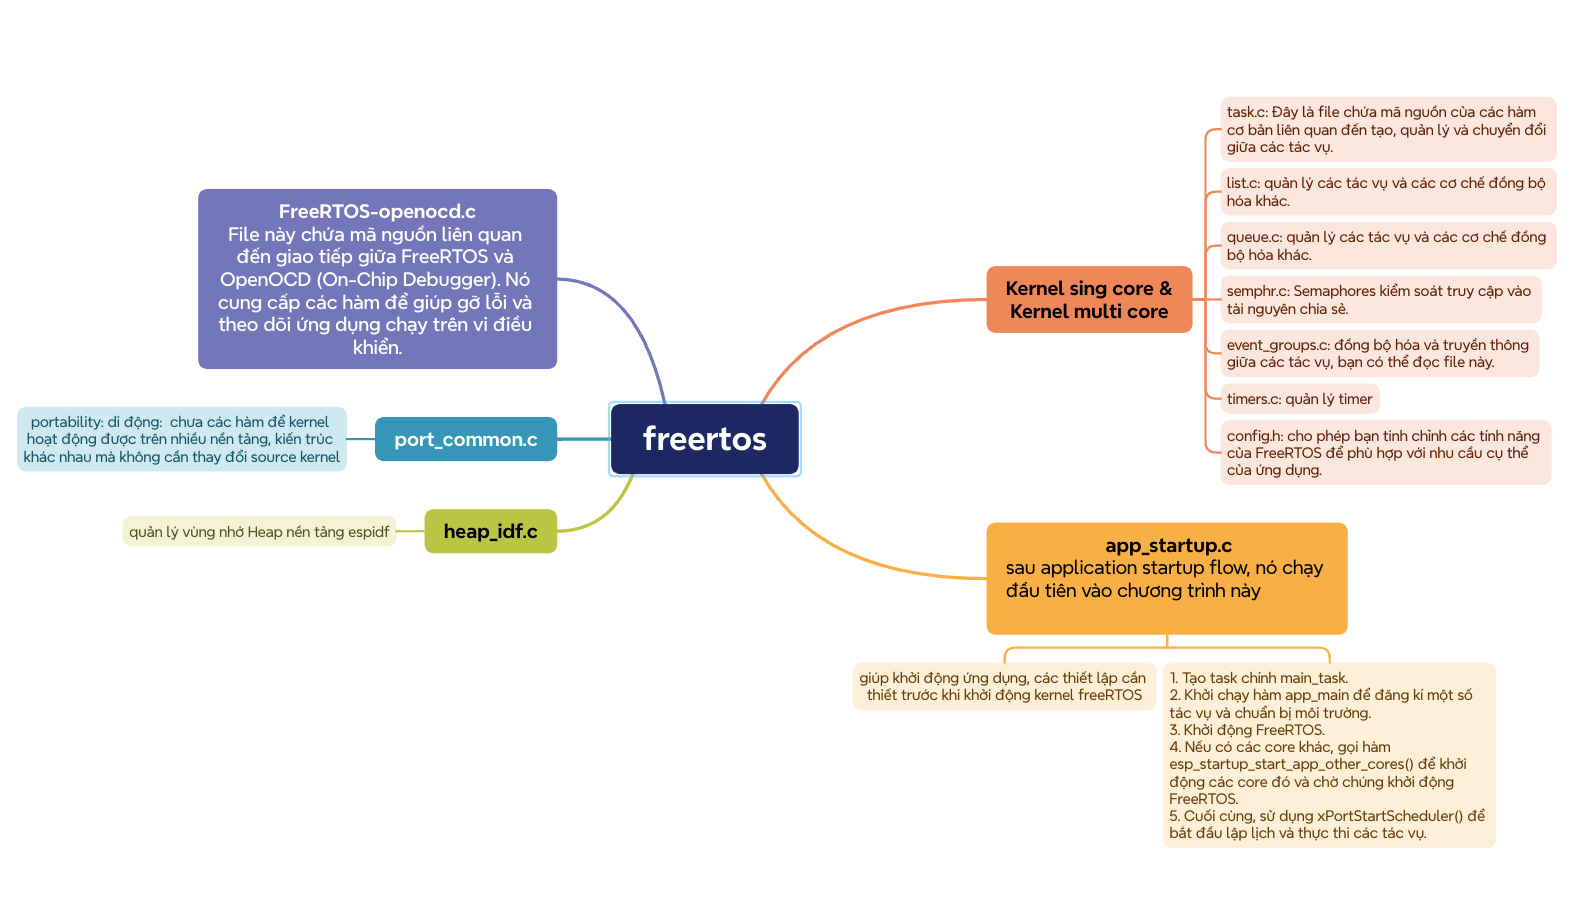 freertos
FreeRTOS-openocd.c
File này chứa mã nguồn liên quan
đến giao tiếp giữa FreeRTOS và
OpenOCD (On-Chip Debugger). Nó
cung cấp các hàm để giúp gỡ lỗi và
theo dõi ứng dụng chạy trên vi điều
khiển.
port_common.c
portability: di động:  chưa các hàm để kernel
hoạt động được trên nhiều nền tảng, kiến trúc
khác nhau mà không cần thay đổi source kernel
heap_idf.c
quản lý vùng nhớ Heap nền tảng espidf
Kernel sing core &
Kernel multi core
task.c: Đây là file chứa mã nguồn của các hàm
cơ bản liên quan đến tạo, quản lý và chuyển đổi
giữa các tác vụ.
list.c: quản lý các tác vụ và các cơ chế đồng bộ
hóa khác.
queue.c: quản lý các tác vụ và các cơ chế đồng
bộ hóa khác.
semphr.c: Semaphores kiểm soát truy cập vào
tài nguyên chia sẻ.
event_groups.c: đồng bộ hóa và truyền thông
giữa các tác vụ, bạn có thể đọc file này.
timers.c: quản lý timer
config.h: cho phép bạn tinh chỉnh các tính năng
của FreeRTOS để phù hợp với nhu cầu cụ thể
của ứng dụng.
app_startup.c
sau application startup flow, nó chạy
đầu tiên vào chương trình này
giúp khởi động ứng dụng, các thiết lập cần
thiết trước khi khởi động kernel freeRTOS
1. Tạo task chính main_task.
2. Khởi chạy hàm app_main để đăng kí một số
tác vụ và chuẩn bị môi trường.
3. Khởi động FreeRTOS.
4. Nếu có các core khác, gọi hàm
esp_startup_start_app_other_cores() để khởi
động các core đó và chờ chúng khởi động
FreeRTOS.
5. Cuối cùng, sử dụng xPortStartScheduler() để
bắt đầu lập lịch và thực thi các tác vụ.